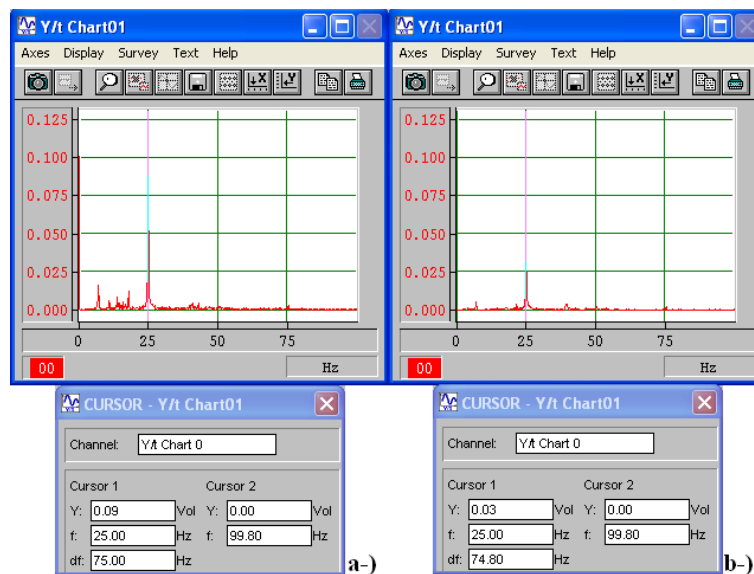 Y/t Chart01
Axes Display Survey Text Help
0.125
0.100
0.075
0.050
0.025
0.000
0 25 50 75
00 Hz
CURSOR - Y/t Chart01
Channel: Y/t Chart 0
Cursor 1 Cursor 2
Y: 0.09 Vol Y: 0.00 Vol
f: 25.00 Hz f: 99.80 Hz
df: 75.00 Hz
a-)
Y/t Chart01
Axes Display Survey Text Help
0.125
0.100
0.075
0.050
0.025
0.000
0 25 50 75
00 Hz
CURSOR - Y/t Chart01
Channel: Y/t Chart 0
Cursor 1 Cursor 2
Y: 0.03 Vol Y: 0.00 Vol
f: 25.00 Hz f: 99.80 Hz
df: 74.80 Hz
b-)